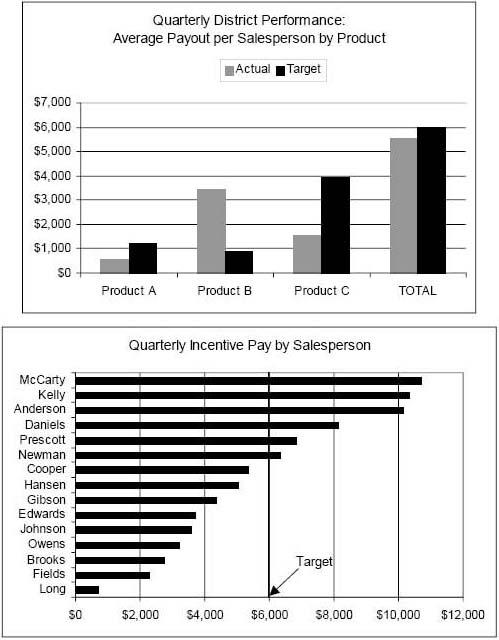 Quarterly District Performance:
Average Payout per Salesperson by Product
Actual Target
$7,000
$6,000
$5,000
$4,000
$3,000
$2,000
$1,000
$0
Product A Product B Product C TOTAL
Quarterly Incentive Pay by Salesperson
McCarty
Kelly
Anderson
Daniels
Prescott
Newman
Cooper
Hansen
Gibson
Edwards
Johnson
Owens
Brooks
Fields
Long
Target
$0 $2,000 $4,000 $6,000 $8,000 $10,000 $12,000